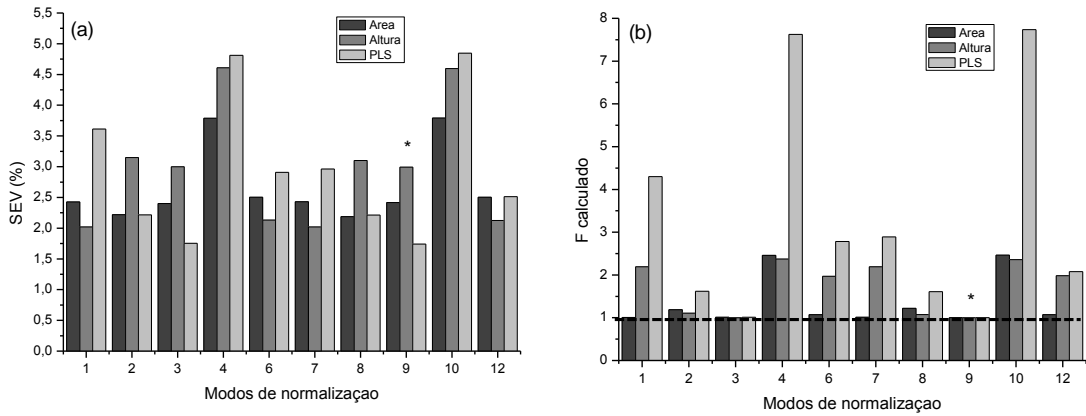 (a)
Area
Altura
PLS
5,5
5,0
4,5
4,0
3,5
3,0
2,5
2,0
1,5
1,0
0,5
0,0
SEV (%)
*
1 2 3 4 6 7 8 9 10 12
Modos de normalizaçao
(b)
Area
Altura
PLS
8
7
6
5
4
3
2
1
0
F calculado
*
1 2 3 4 6 7 8 9 10 12
Modos de normalizaçao